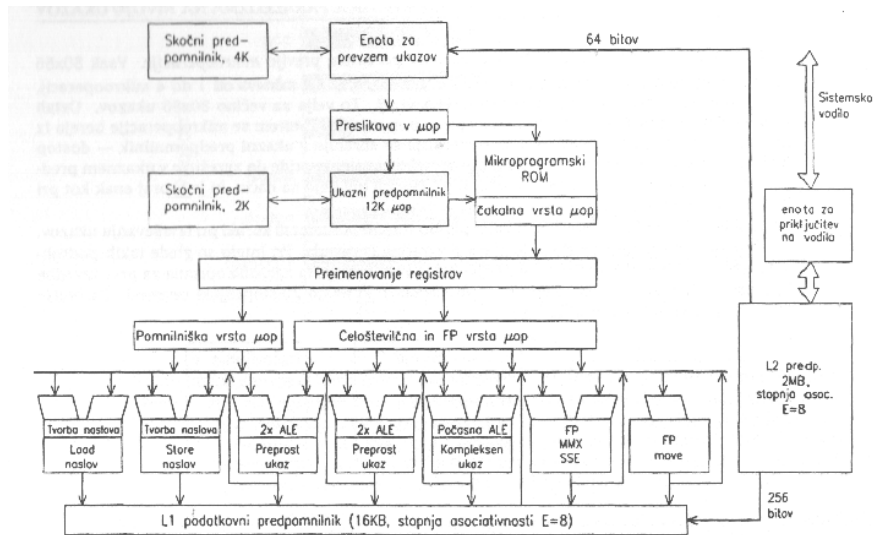 Skočni pred-
pomnilnik, 4K
Enota za
prevzem ukazov
64 bitov
Sistemsko
vodilo
Preslikava v μop
Mikroprogramski
ROM
čakalna vrsta μop
Skočni pred-
pomnilnik, 2K
Ukazni predpomnilnik
12K μop
enota za
priključitev
na vodila
Preimenovanje registrov
Pomnilniška vrsta μop
Celoštevilčna in FP vrsta μop
L2 predp.
2MB,
stopnja asoc.
E=8
Tvorba naslova
Load
naslov
Tvorba naslova
Store
naslov
2x ALE
Preprost
ukaz
2x ALE
Preprost
ukaz
Počasna ALE
Kompleksen
ukaz
FP
MMX
SSE
FP
move
256
bitov
L1 podatkovni predpomnilnik (16KB, stopnja asociativnosti E=8)